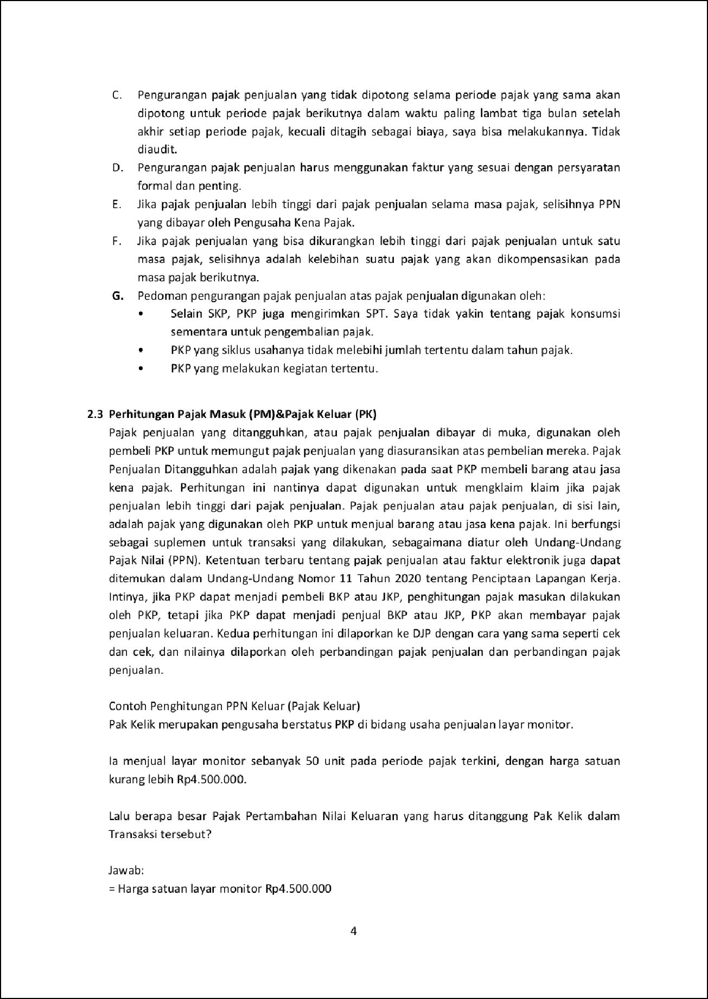 C. Pengurangan pajak penjualan yang tidak dipotong selama periode pajak yang sama akan
dipotong untuk periode pajak berikutnya dalam waktu paling lambat tiga bulan setelah
akhir setiap periode pajak, kecuali ditagih sebagai biaya, saya bisa melakukannya. Tidak
diaudit.
D. Pengurangan pajak penjualan harus menggunakan faktur yang sesuai dengan persyaratan
formal dan penting.
E. Jika pajak penjualan lebih tinggi dari pajak penjualan selama masa pajak, selisihnya PPN
yang dibayar oleh Pengusaha Kena Pajak.
F. Jika pajak penjualan yang bisa dikurangkan lebih tinggi dari pajak penjualan untuk satu
masa pajak, selisihnya adalah kelebihan suatu pajak yang akan dikompensasikan pada
masa pajak berikutnya.
G. Pedoman pengurangan pajak penjualan atas pajak penjualan digunakan oleh:
• Selain SKP, PKP juga mengirimkan SPT. Saya tidak yakin tentang pajak konsumsi
sementara untuk pengembalian pajak.
• PKP yang siklus usahanya tidak melebihi jumlah tertentu dalam tahun pajak.
• PKP yang melakukan kegiatan tertentu.
2.3 Perhitungan Pajak Masuk (PM)&Pajak Keluar (PK)
Pajak penjualan yang ditangguhkan, atau pajak penjualan dibayar di muka, digunakan oleh
pembeli PKP untuk memungut pajak penjualan yang diasuransikan atas pembelian mereka. Pajak
Penjualan Ditangguhkan adalah pajak yang dikenakan pada saat PKP membeli barang atau jasa
kena pajak. Perhitungan ini nantinya dapat digunakan untuk mengklaim klaim jika pajak
penjualan lebih tinggi dari pajak penjualan. Pajak penjualan atau pajak penjualan, di sisi lain,
adalah pajak yang digunakan oleh PKP untuk menjual barang atau jasa kena pajak. Ini berfungsi
sebagai suplemen untuk transaksi yang dilakukan, sebagaimana diatur oleh Undang-Undang
Pajak Nilai (PPN). Ketentuan terbaru tentang pajak penjualan atau faktur elektronik juga dapat
ditemukan dalam Undang-Undang Nomor 11 Tahun 2020 tentang Penciptaan Lapangan Kerja.
Intinya, jika PKP dapat menjadi pembeli BKP atau JKP, penghitungan pajak masukan dilakukan
oleh PKP, tetapi jika PKP dapat menjadi penjual BKP atau JKP, PKP akan membayar pajak
penjualan keluaran. Kedua perhitungan ini dilaporkan ke DJP dengan cara yang sama seperti cek
dan cek, dan nilainya dilaporkan oleh perbandingan pajak penjualan dan perbandingan pajak
penjualan.
Contoh Penghitungan PPN Keluar (Pajak Keluar)
Pak Kelik merupakan pengusaha berstatus PKP di bidang usaha penjualan layar monitor.
Ia menjual layar monitor sebanyak 50 unit pada periode pajak terkini, dengan harga satuan
kurang lebih Rp4.500.000.
Lalu berapa besar Pajak Pertambahan Nilai Keluaran yang harus ditanggung Pak Kelik dalam
Transaksi tersebut?
Jawab:
= Harga satuan layar monitor Rp4.500.000
4